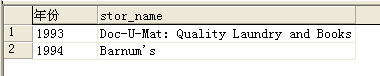 年份 stor_name
1 1993 Doc-U-Mat: Quality Laundry and Books
2 1994 Barnum's